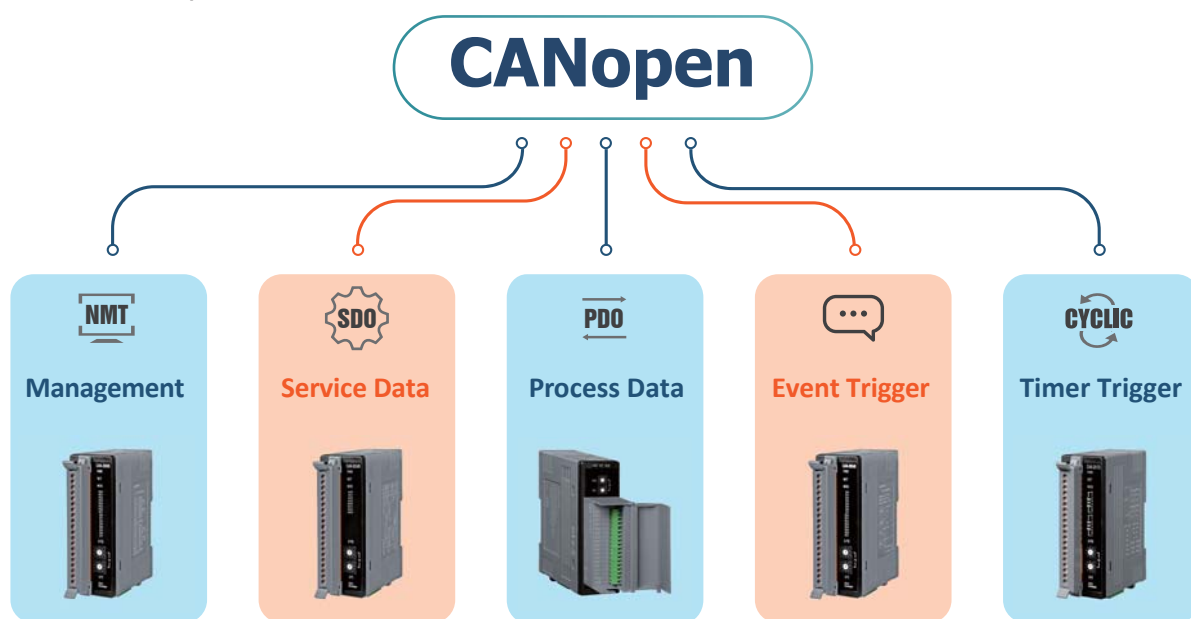 CANopen
NMT
SDO
PDO
CYCLIC
Management
Service Data
Process Data
Event Trigger
Timer Trigger